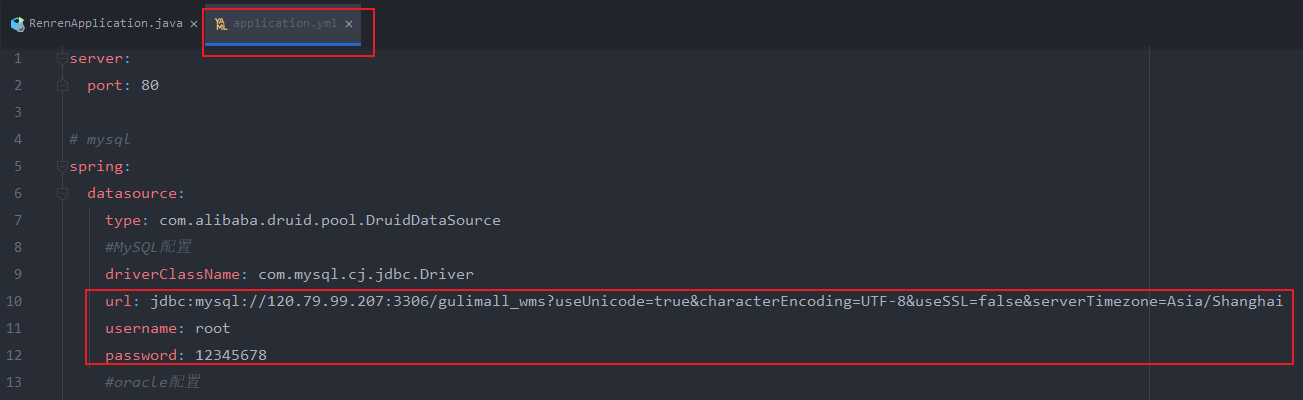 RenrenApplication.java × YAML application.yml ×
1 server:
2 port: 80
3
4 # mysql
5 spring:
6 datasource:
7 type: com.alibaba.druid.pool.DruidDataSource
8 #MySQL配置
9 driverClassName: com.mysql.cj.jdbc.Driver
10 url: jdbc:mysql://120.79.99.207:3306/gulimall_wms?useUnicode=true&characterEncoding=UTF-8&useSSL=false&serverTimezone=Asia/Shanghai
11 username: root
12 password: 12345678
13 #oracle配置